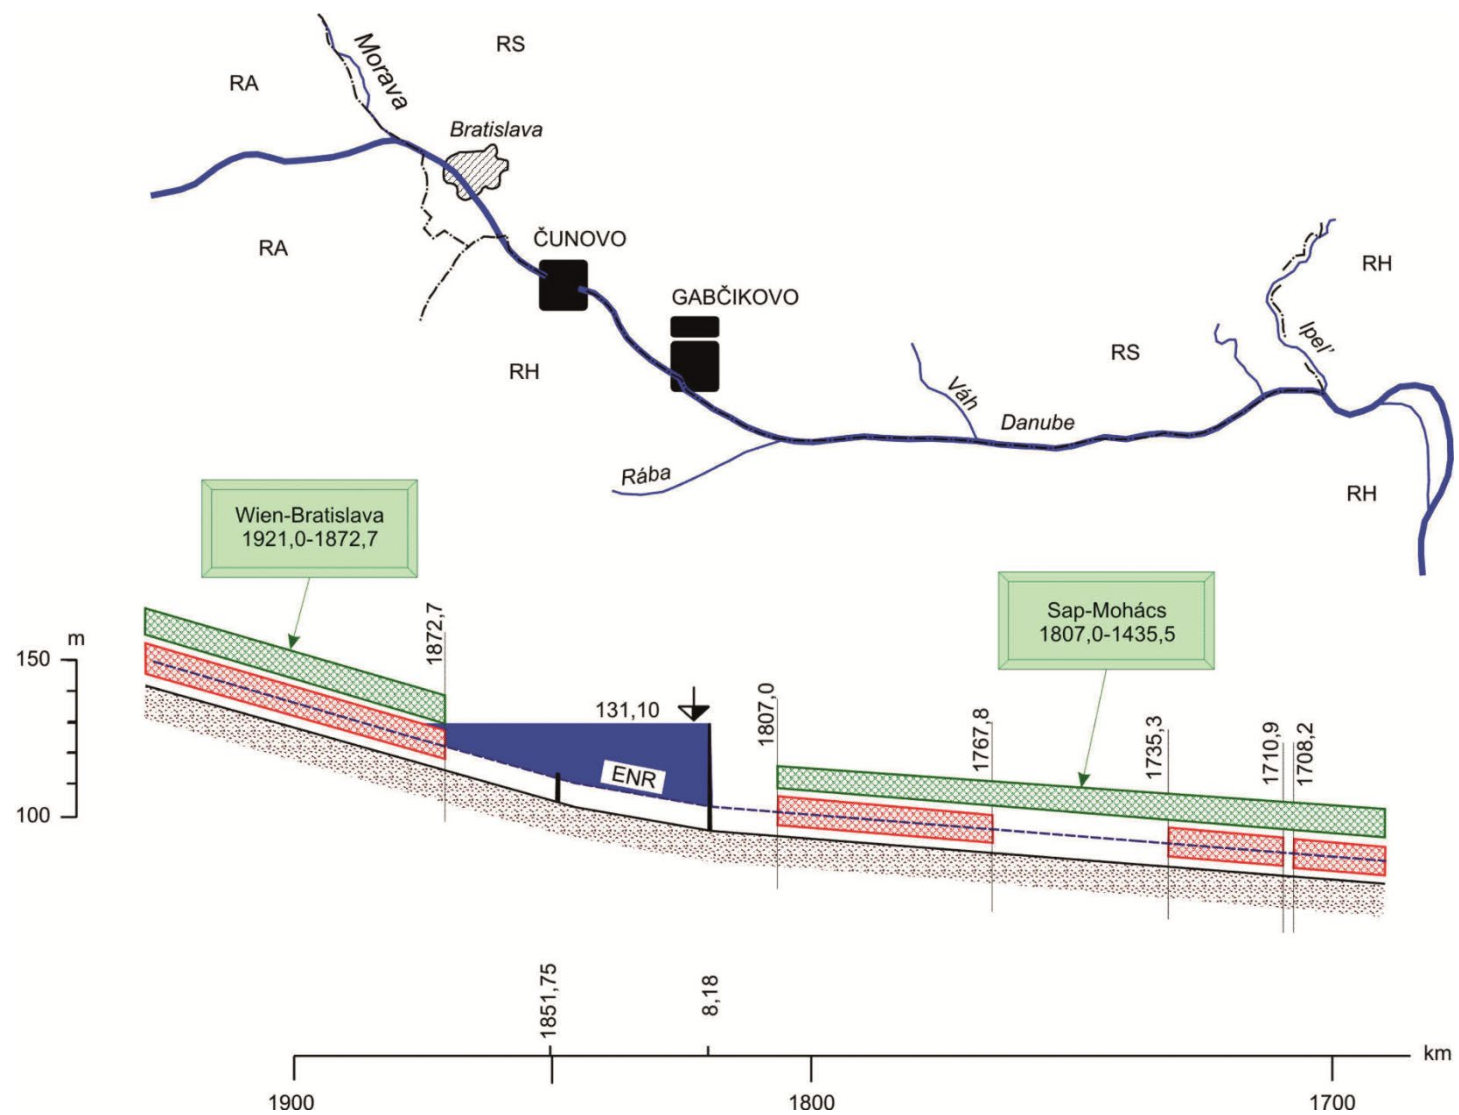 Morava
RS
RA
Bratislava
RA
ČUNOVO
GABČIKOVO
RH
RH
RS
Ipel'
Váh
Danube
Rába
RH
Wien-Bratislava
1921,0-1872,7
Sap-Mohács
1807,0-1435,5
m
150
100
1872,7
131,10
ENR
1807,0
1767,8
1735,3
1710,9
1708,2
1851,75
8,18
km
1900
1800
1700